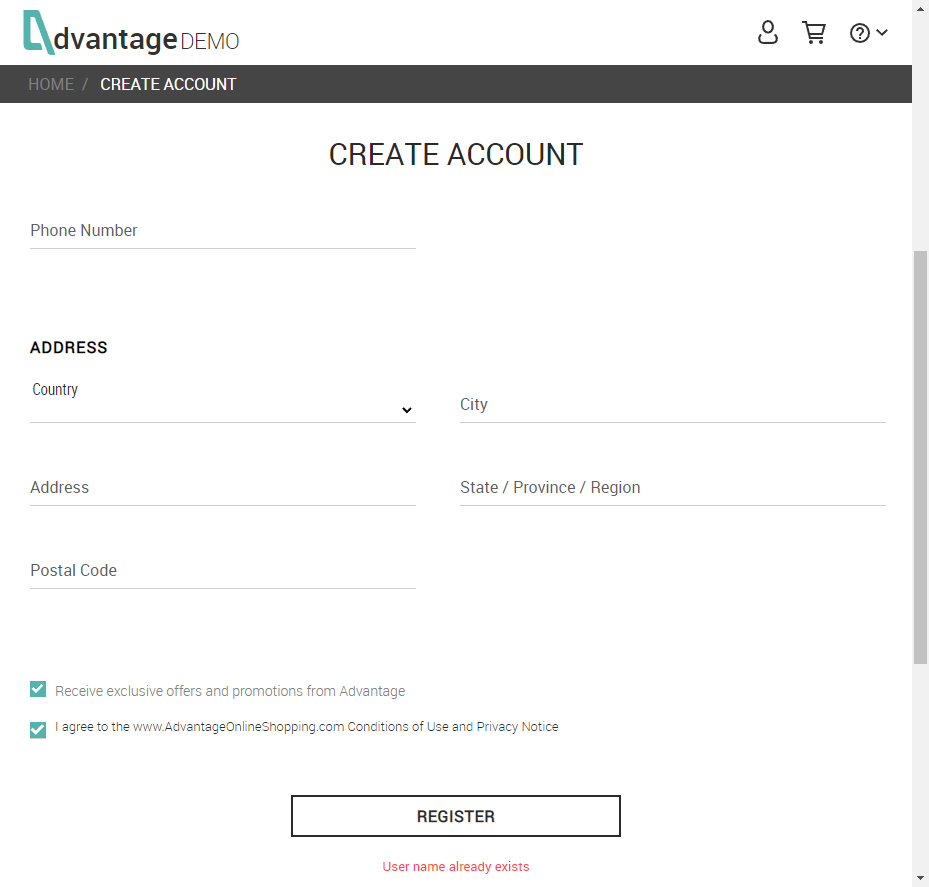 dvantage DEMO
HOME / CREATE ACCOUNT
CREATE ACCOUNT
Phone Number
ADDRESS
Country
City
Address
State / Province / Region
Postal Code
Receive exclusive offers and promotions from Advantage
I agree to the www.AdvantageOnlineShopping.com Conditions of Use and Privacy Notice
REGISTER
User name already exists